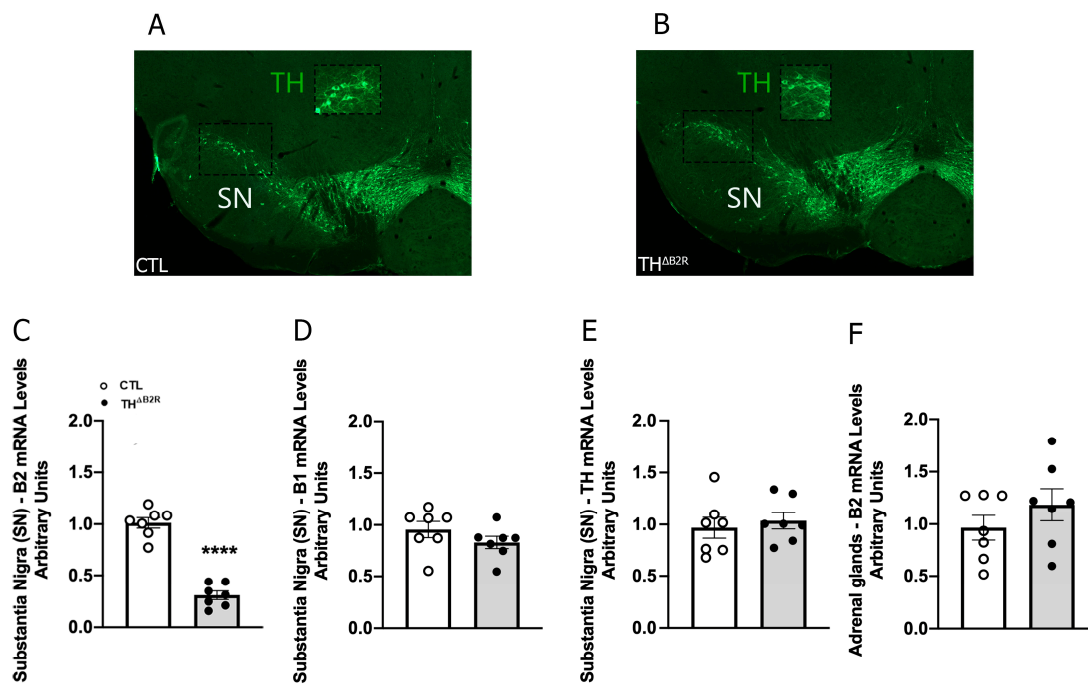 A
B
TH
TH
SN
SN
CTL
TH^ΔB2R
C
D
E
F
Substantia Nigra (SN) - B2 mRNA Levels
Arbitrary Units
CTL
TH^ΔB2R
2.0
1.5
1.0
0.5
0.0
****
Substantia Nigra (SN) - B1 mRNA Levels
Arbitrary Units
2.0
1.5
1.0
0.5
0.0
Substantia Nigra (SN) - TH mRNA Levels
Arbitrary Units
2.0
1.5
1.0
0.5
0.0
Adrenal glands - B2 mRNA Levels
Arbitrary Units
2.0
1.5
1.0
0.5
0.0